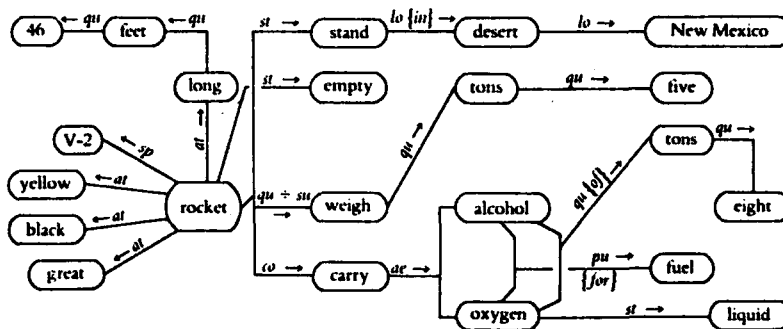 46 ← qu feet ← qu st → stand lo {in} → desert lo → New Mexico
long st → empty tons qu → five
at →
V-2 ← sp tons qu →
yellow ← at qu → qu {of} →
rocket qu ÷ su → weigh alcohol eight
black ← at
great ← at co → carry ae → pu → {for} fuel
oxygen st → liquid